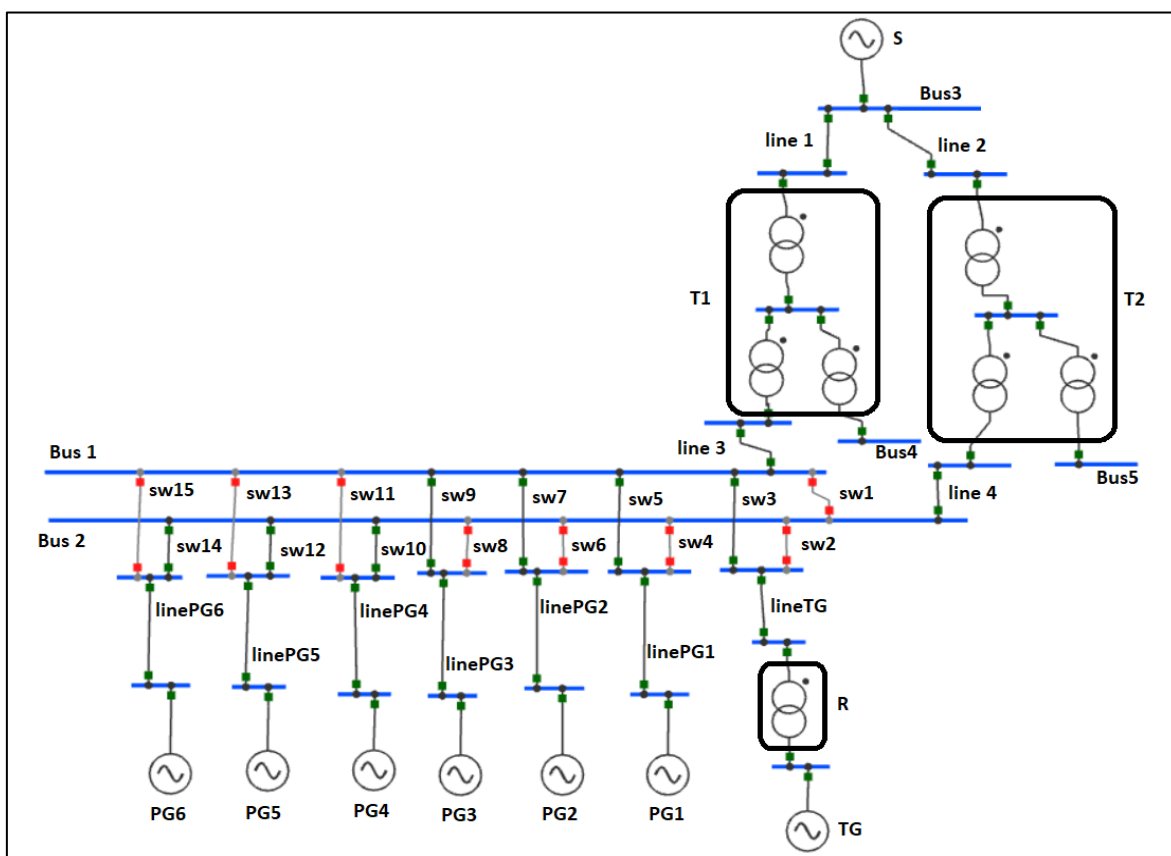 S
Bus3
line 1
line 2
T1
T2
line 3
Bus4
line 4
Bus5
Bus 1
sw15
sw13
sw11
sw9
sw7
sw5
sw3
sw1
Bus 2
sw14
sw12
sw10
sw8
sw6
sw4
sw2
linePG6
linePG5
linePG4
linePG3
linePG2
linePG1
lineTG
R
PG6
PG5
PG4
PG3
PG2
PG1
TG